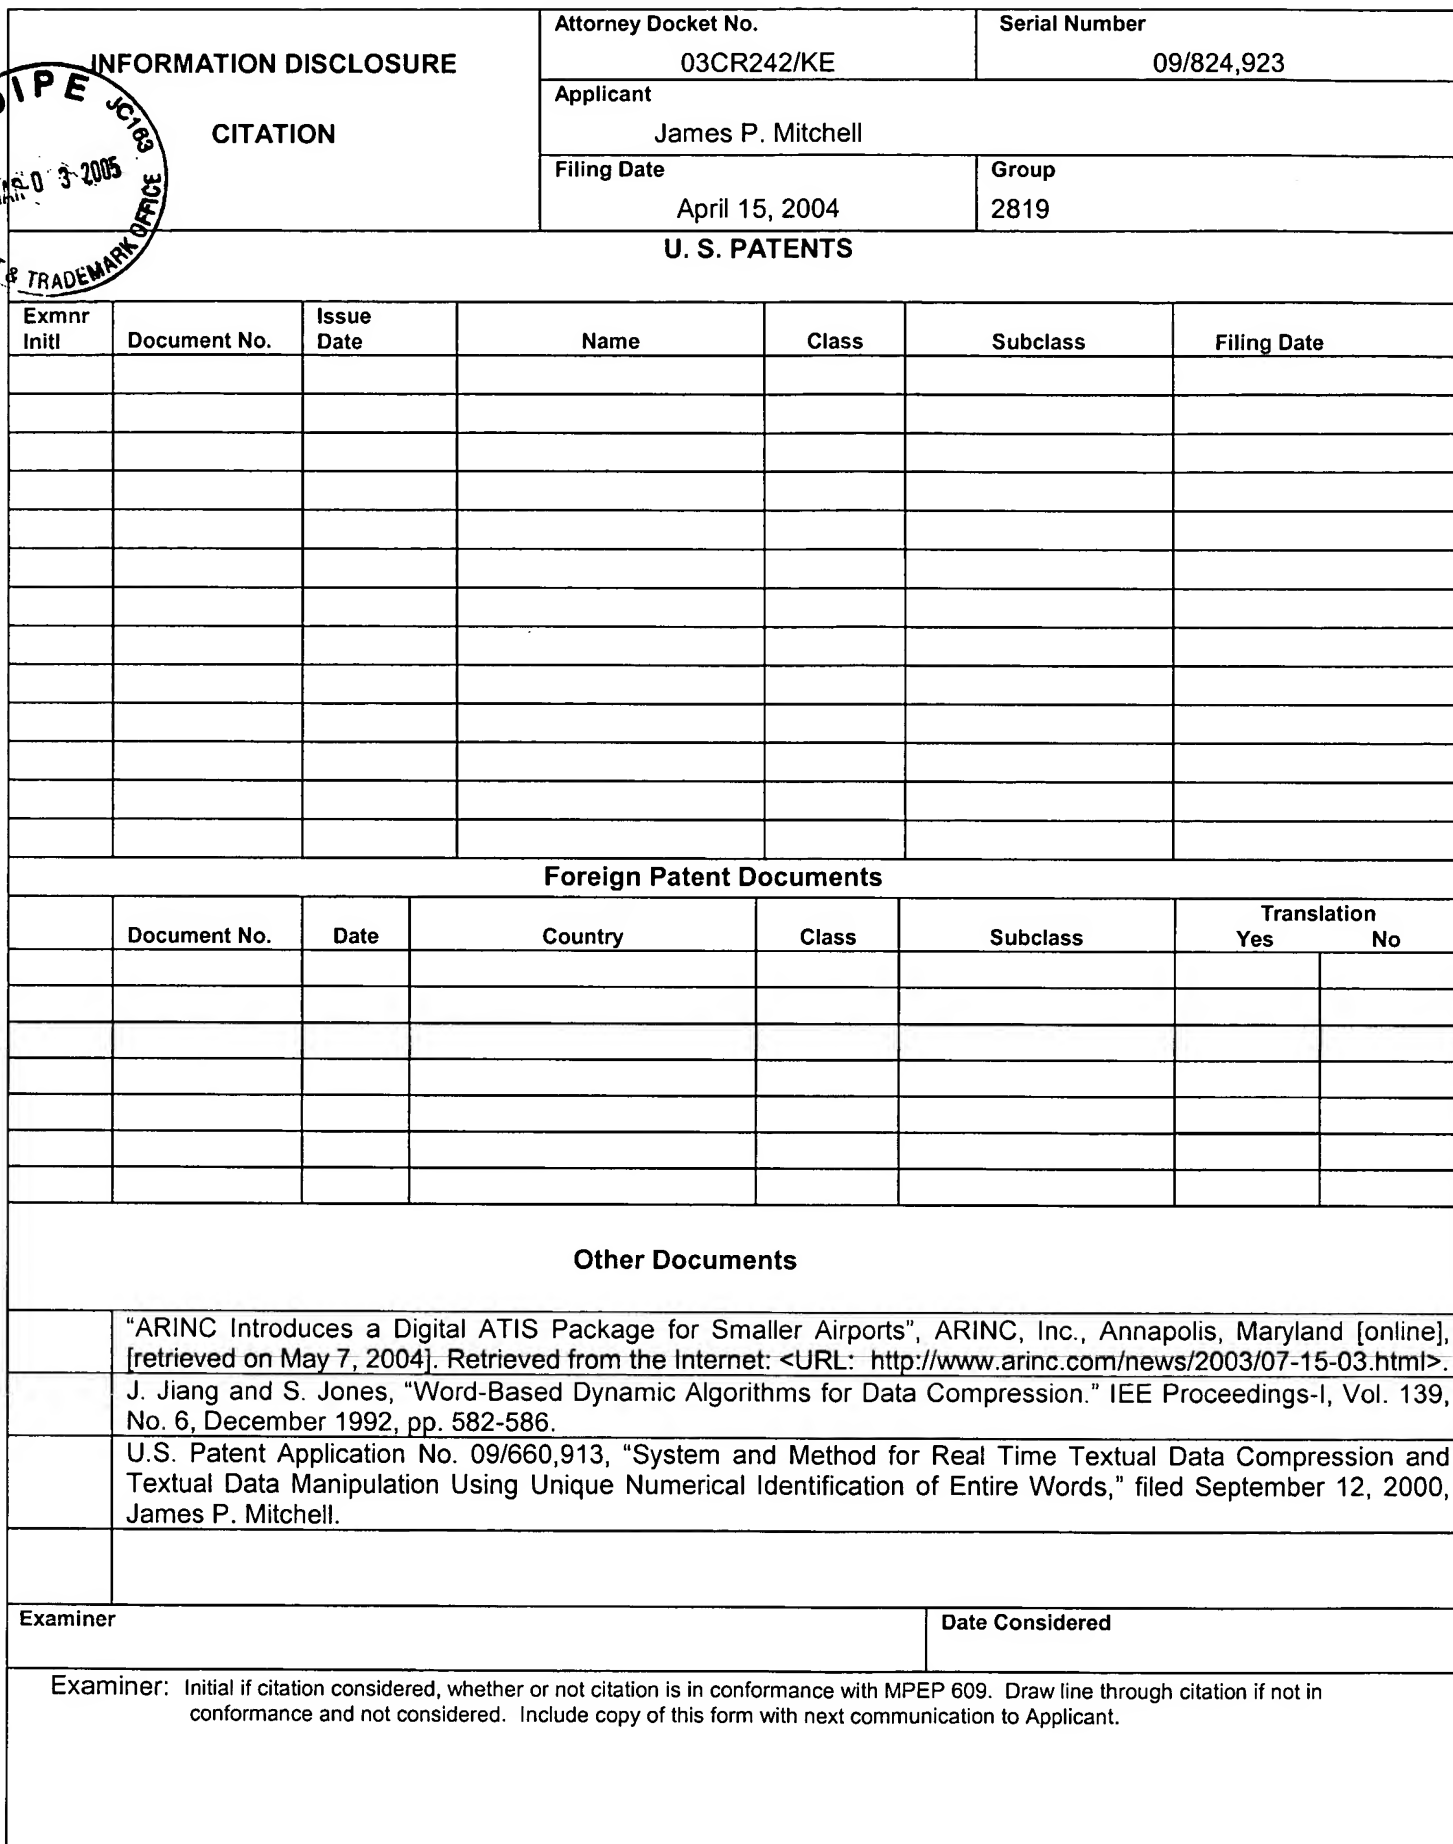 INFORMATION DISCLOSURE
CITATION
Attorney Docket No.
03CR242/KE
Serial Number
09/824,923
Applicant
James P. Mitchell
Filing Date
April 15, 2004
Group
2819
IPE JC163
0 3 2005
& TRADEMARK OFFICE
U. S. PATENTS
Exmnr Initl
Document No.
Issue Date
Name
Class
Subclass
Filing Date
Foreign Patent Documents
Document No.
Date
Country
Class
Subclass
Translation
Yes No
Other Documents
“ARINC Introduces a Digital ATIS Package for Smaller Airports”, ARINC, Inc., Annapolis, Maryland [online],
[retrieved on May 7, 2004]. Retrieved from the Internet: <URL: http://www.arinc.com/news/2003/07-15-03.html>.
J. Jiang and S. Jones, “Word-Based Dynamic Algorithms for Data Compression.” IEE Proceedings-I, Vol. 139,
No. 6, December 1992, pp. 582-586.
U.S. Patent Application No. 09/660,913, “System and Method for Real Time Textual Data Compression and
Textual Data Manipulation Using Unique Numerical Identification of Entire Words,” filed September 12, 2000,
James P. Mitchell.
Examiner
Date Considered
Examiner: Initial if citation considered, whether or not citation is in conformance with MPEP 609. Draw line through citation if not in
conformance and not considered. Include copy of this form with next communication to Applicant.